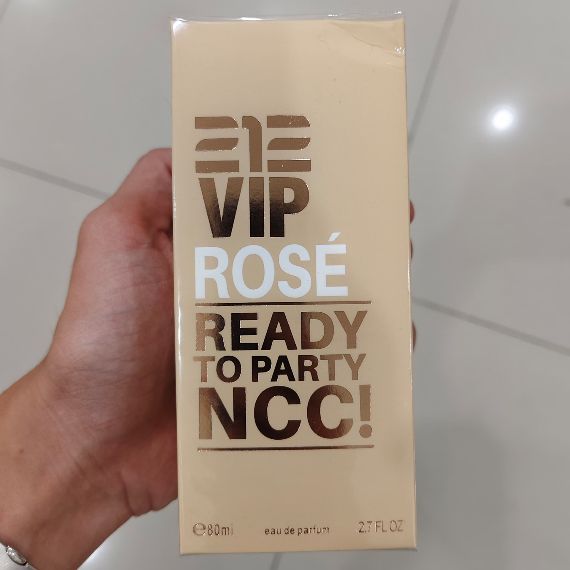 212
VIP
ROSÉ
READY
TO PARTY
NCC!
℮80ml eau de parfum 2.7 FL OZ